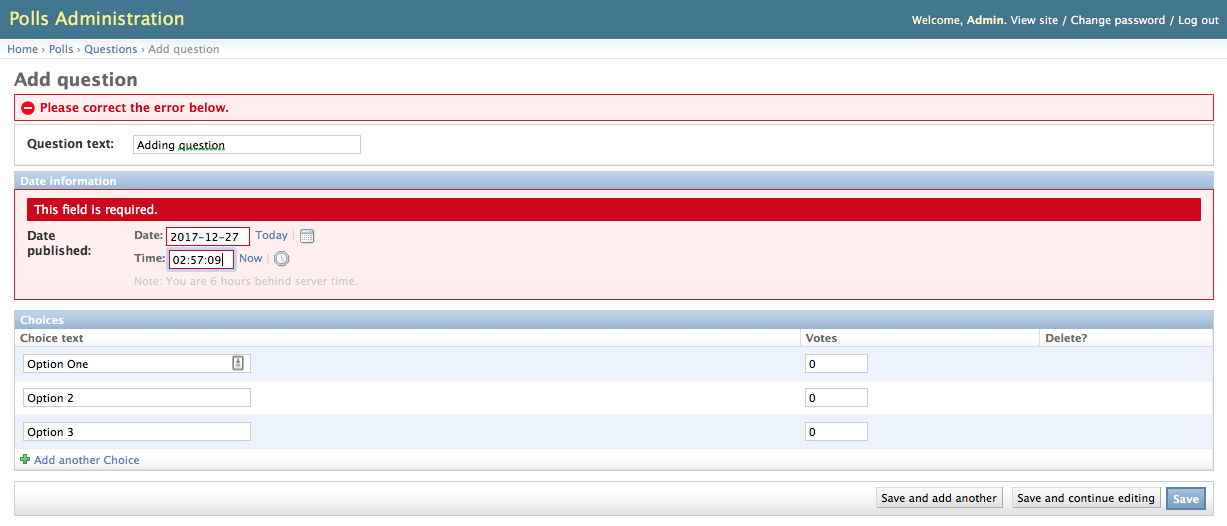 Polls Administration
Welcome, Admin. View site / Change password / Log out
Home › Polls › Questions › Add question
Add question
Please correct the error below.
Question text: Adding question
Date information
This field is required.
Date published:
Date: 2017-12-27 Today |
Time: 02:57:09 Now |
Note: You are 6 hours behind server time.
Choices
Choice text Votes Delete?
Option One 0
Option 2 0
Option 3 0
Add another Choice
Save and add another Save and continue editing Save